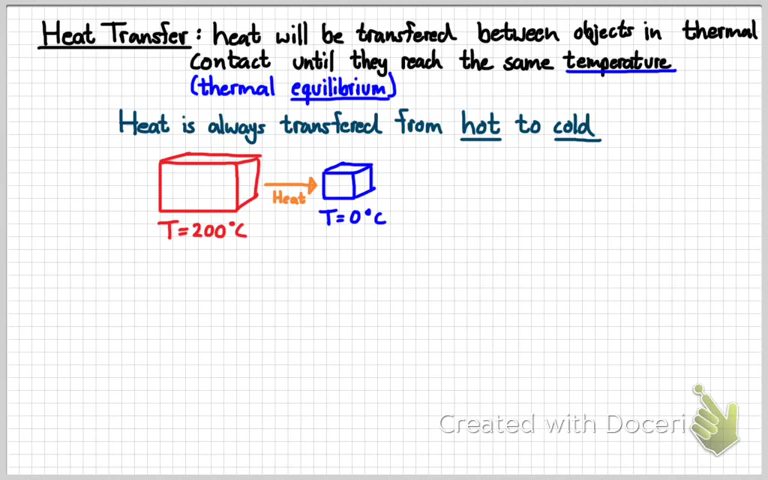 Heat Transfer: heat will be transfered between objects in thermal
contact until they reach the same temperature
(thermal equilibrium)
Heat is always transfered from hot to cold
Heat
T=200°C
T=0°C
Created with Doceri